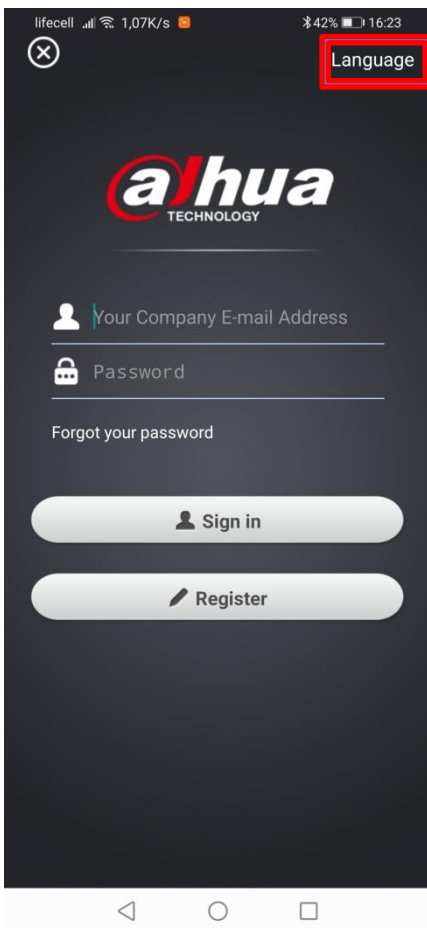 lifecell 1,07K/s 42% 16:23
Language
alhua
TECHNOLOGY
Your Company E-mail Address
Password
Forgot your password
Sign in
Register